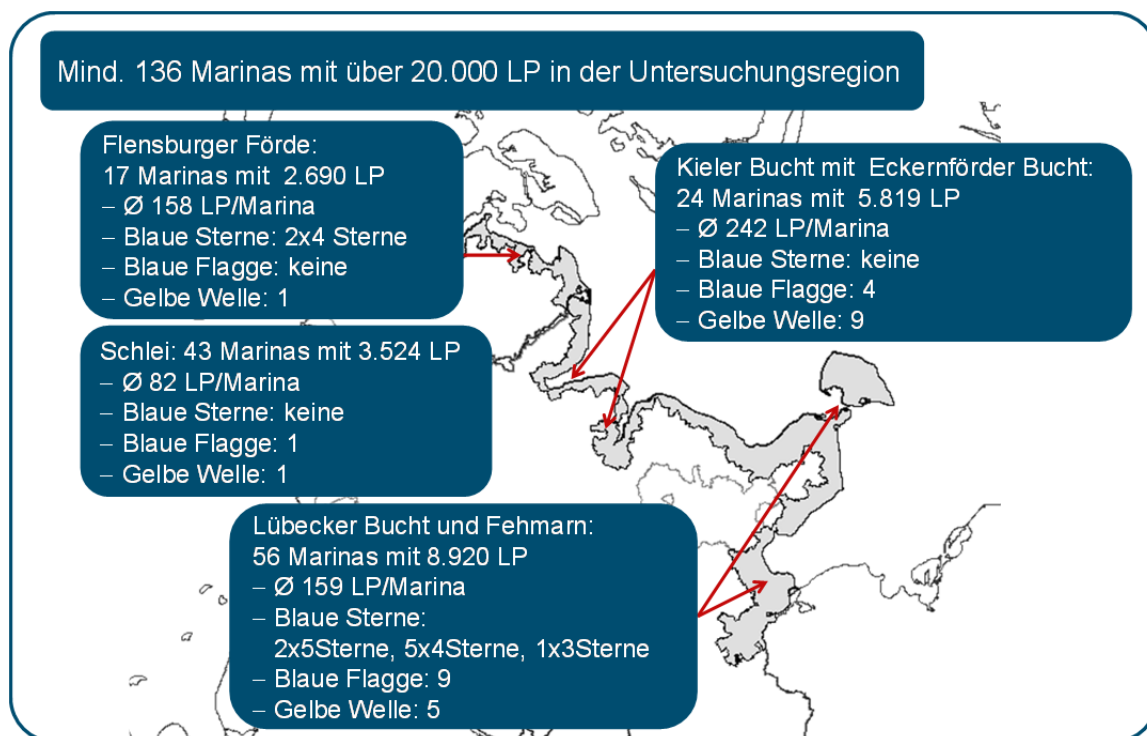 Mind. 136 Marinas mit über 20.000 LP in der Untersuchungsregion
Flensburger Förde:
17 Marinas mit 2.690 LP
– Ø 158 LP/Marina
– Blaue Sterne: 2x4 Sterne
– Blaue Flagge: keine
– Gelbe Welle: 1
Schlei: 43 Marinas mit 3.524 LP
– Ø 82 LP/Marina
– Blaue Sterne: keine
– Blaue Flagge: 1
– Gelbe Welle: 1
Kieler Bucht mit Eckernförder Bucht:
24 Marinas mit 5.819 LP
– Ø 242 LP/Marina
– Blaue Sterne: keine
– Blaue Flagge: 4
– Gelbe Welle: 9
Lübecker Bucht und Fehmarn:
56 Marinas mit 8.920 LP
– Ø 159 LP/Marina
– Blaue Sterne:
2x5Sterne, 5x4Sterne, 1x3Sterne
– Blaue Flagge: 9
– Gelbe Welle: 5